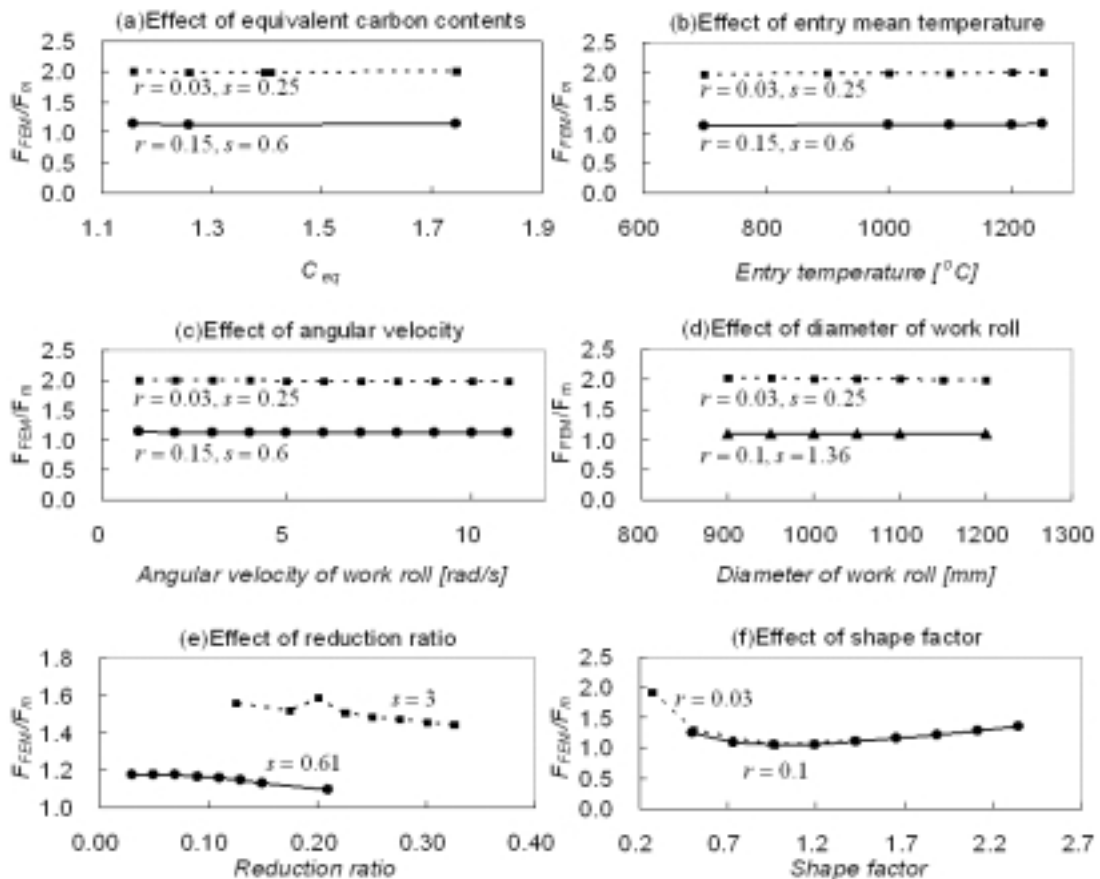 (a)Effect of equivalent carbon contents
2.5
2.0
1.5
1.0
0.5
0.0
F_FEM/F_m
r = 0.03, s = 0.25
r = 0.15, s = 0.6
1.1 1.3 1.5 1.7 1.9
C eq
(b)Effect of entry mean temperature
2.5
2.0
1.5
1.0
0.5
0.0
F_FEM/F_m
r = 0.03, s = 0.25
r = 0.15, s = 0.6
600 800 1000 1200
Entry temperature [°C]
(c)Effect of angular velocity
2.5
2.0
1.5
1.0
0.5
0.0
F_FEM/F_m
r = 0.03, s = 0.25
r = 0.15, s = 0.6
0 5 10
Angular velocity of work roll [rad/s]
(d)Effect of diameter of work roll
2.5
2.0
1.5
1.0
0.5
0.0
F_FEM/F_m
r = 0.03, s = 0.25
r = 0.1, s = 1.36
800 900 1000 1100 1200 1300
Diameter of work roll [mm]
(e)Effect of reduction ratio
1.8
1.6
1.4
1.2
1.0
F_FEM/F_m
s = 3
s = 0.61
0.00 0.10 0.20 0.30 0.40
Reduction ratio
(f)Effect of shape factor
2.5
2.0
1.5
1.0
0.5
0.0
F_FEM/F_m
r = 0.03
r = 0.1
0.2 0.7 1.2 1.7 2.2 2.7
Shape factor